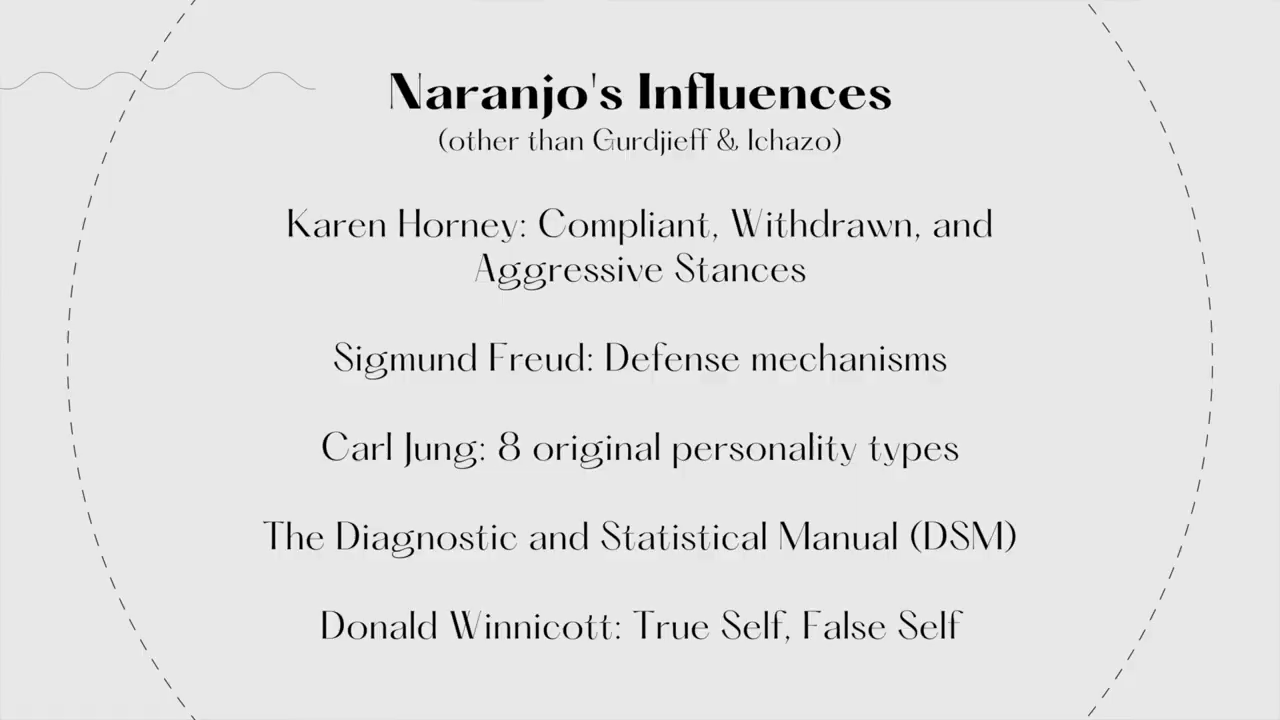 Naranjo's Influences
(other than Gurdjieff & Ichazo)
Karen Horney: Compliant, Withdrawn, and
Aggressive Stances
Sigmund Freud: Defense mechanisms
Carl Jung: 8 original personality types
The Diagnostic and Statistical Manual (DSM)
Donald Winnicott: True Self, False Self